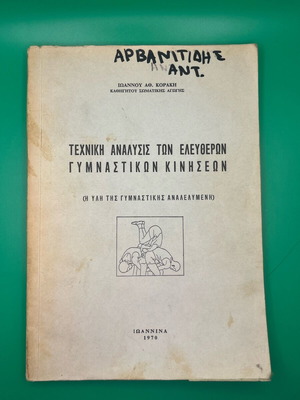 ΑΡΒΑΝΙΤΙΔΗΣ
ΑΝΤ.
ΙΩΑΝΝΟΥ ΑΘ. ΚΟΡΑΚΗ
ΚΑΘΗΓΗΤΟΥ ΣΩΜΑΤΙΚΗΣ ΑΓΩΓΗΣ
ΤΕΧΝΙΚΗ ΑΝΑΛΥΣΙΣ ΤΩΝ ΕΛΕΥΘΕΡΩΝ
ΓΥΜΝΑΣΤΙΚΩΝ ΚΙΝΗΣΕΩΝ
(Η ΥΛΗ ΤΗΣ ΓΥΜΝΑΣΤΙΚΗΣ ΑΝΑΛΕΛΥΜΕΝΗ)
ΙΩΑΝΝΙΝΑ
1970